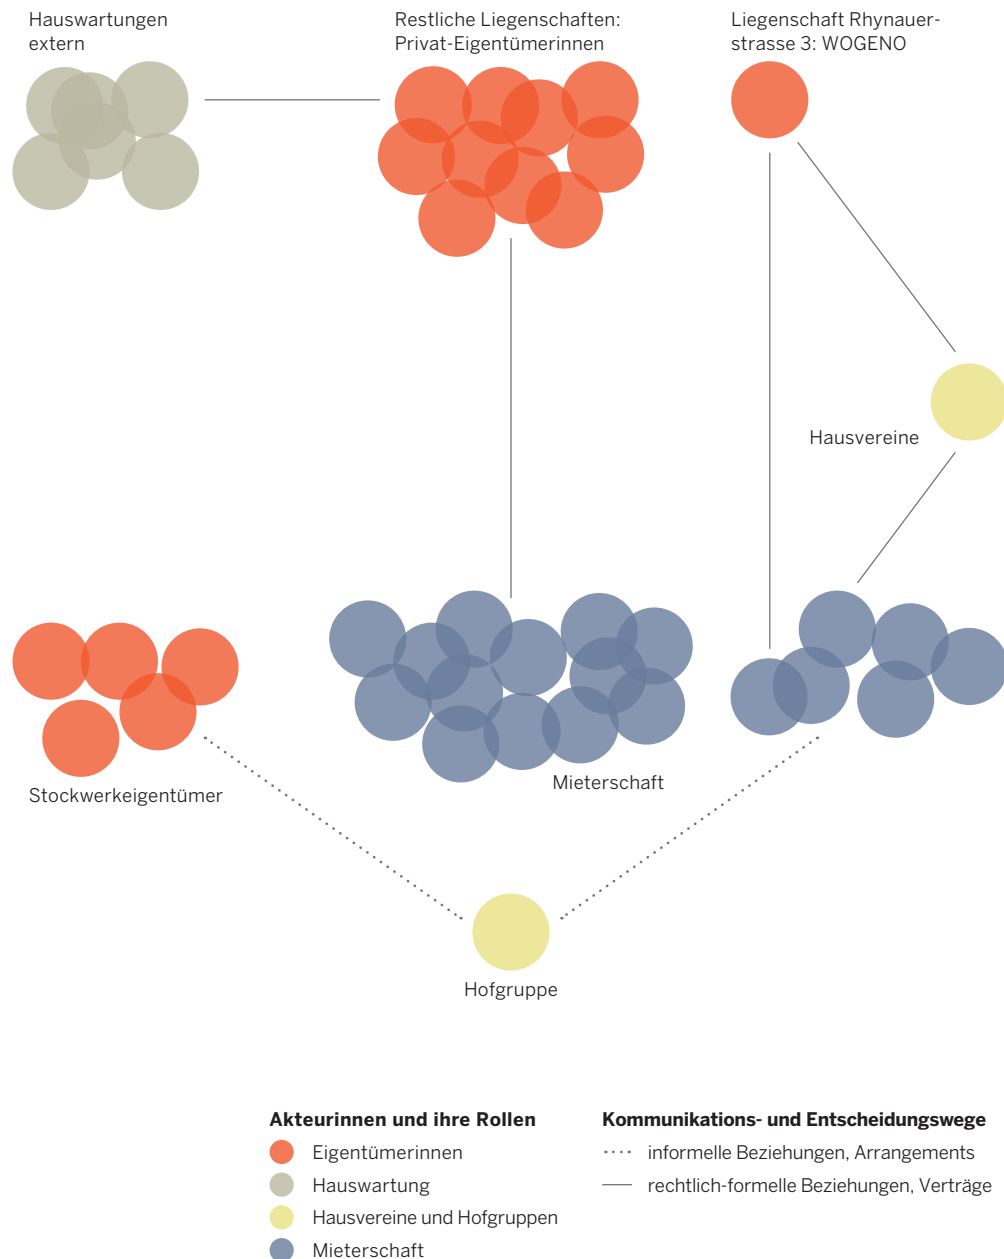 Hauswartungen
extern
Restliche Liegenschaften:
Privat-Eigentümerinnen
Liegenschaft Rhynauer-
strasse 3: WOGENO
Hausvereine
Stockwerkeigentümer
Mieterschaft
Hofgruppe
Akteurinnen und ihre Rollen
Eigentümerinnen
Hauswartung
Hausvereine und Hofgruppen
Mieterschaft
Kommunikations- und Entscheidungswege
informelle Beziehungen, Arrangements
rechtlich-formelle Beziehungen, Verträge